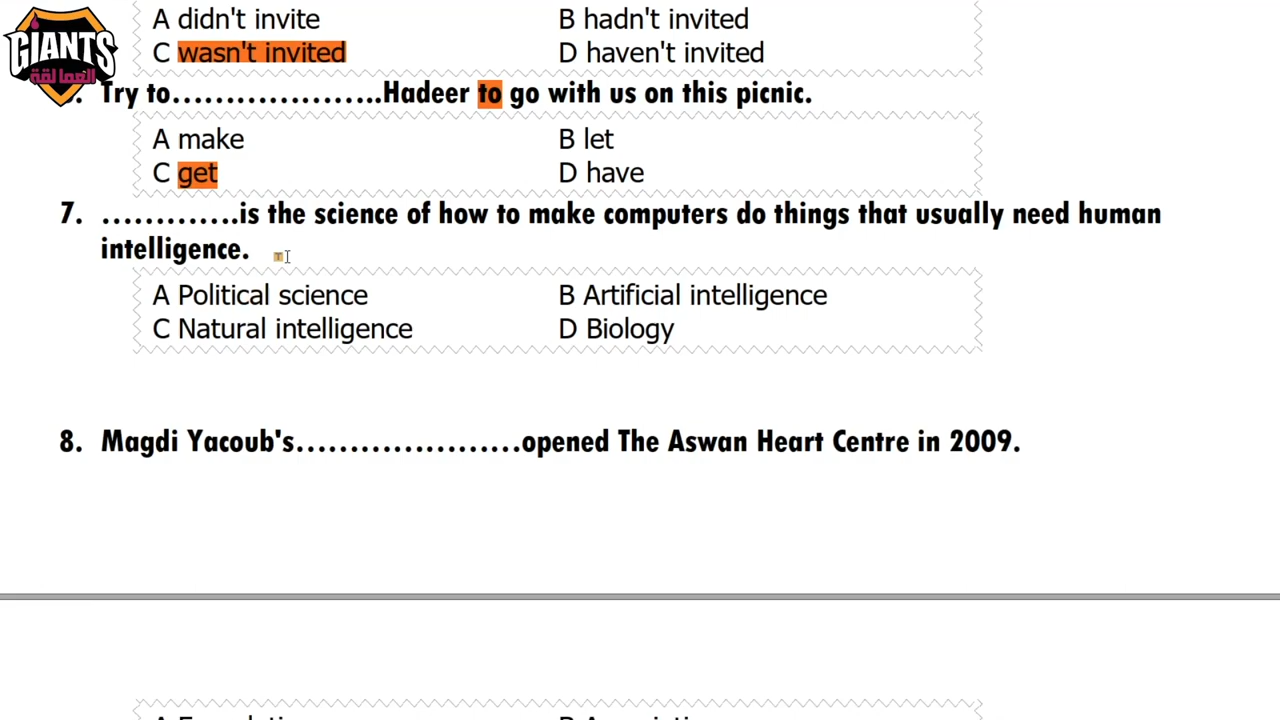 GIANTS
العمالقة
A didn't invite
B hadn't invited
C wasn't invited
D haven't invited
Try to…………………..Hadeer to go with us on this picnic.
A make
B let
C get
D have
7. ………….is the science of how to make computers do things that usually need human
intelligence.
A Political science
B Artificial intelligence
C Natural intelligence
D Biology
8. Magdi Yacoub's…………………opened The Aswan Heart Centre in 2009.